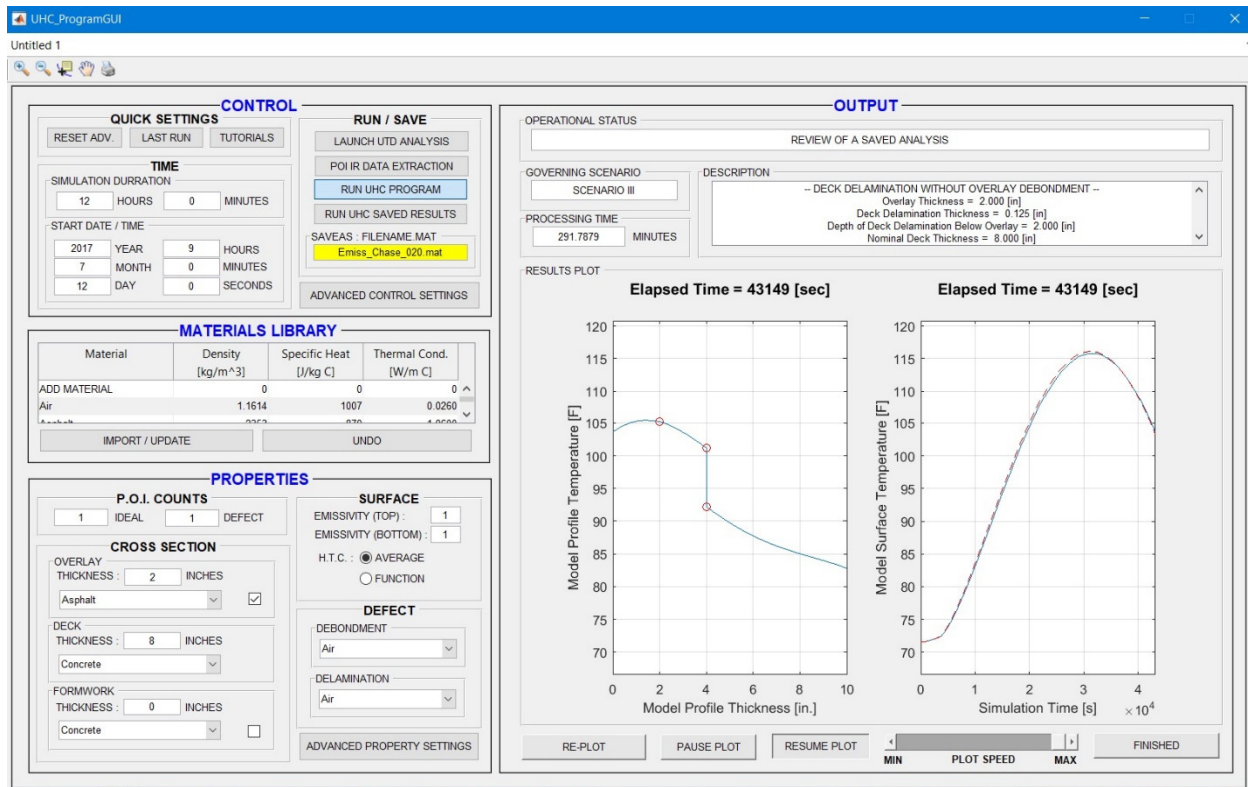 UHC_ProgramGUI
Untitled 1
CONTROL
QUICK SETTINGS
RESET ADV. LAST RUN TUTORIALS
TIME
SIMULATION DURRATION
12 HOURS 0 MINUTES
START DATE / TIME
2017 YEAR 9 HOURS
7 MONTH 0 MINUTES
12 DAY 0 SECONDS
RUN / SAVE
LAUNCH UTD ANALYSIS
POI IR DATA EXTRACTION
RUN UHC PROGRAM
RUN UHC SAVED RESULTS
SAVEAS : FILENAME.MAT
Emiss_Chase_020.mat
ADVANCED CONTROL SETTINGS
MATERIALS LIBRARY
Material Density [kg/m^3] Specific Heat [J/kg C] Thermal Cond. [W/m C]
ADD MATERIAL 0 0 0
Air 1.1614 1007 0.0260
IMPORT / UPDATE UNDO
PROPERTIES
P.O.I. COUNTS
1 IDEAL 1 DEFECT
CROSS SECTION
OVERLAY
THICKNESS : 2 INCHES
Asphalt
DECK
THICKNESS : 8 INCHES
Concrete
FORMWORK
THICKNESS : 0 INCHES
Concrete
SURFACE
EMISSIVITY (TOP) : 1
EMISSIVITY (BOTTOM) : 1
H.T.C. : AVERAGE
FUNCTION
DEFECT
DEBONDMENT
Air
DELAMINATION
Air
ADVANCED PROPERTY SETTINGS
OUTPUT
OPERATIONAL STATUS
REVIEW OF A SAVED ANALYSIS
GOVERNING SCENARIO
SCENARIO III
PROCESSING TIME
291.7879 MINUTES
DESCRIPTION
-- DECK DELAMINATION WITHOUT OVERLAY DEBONDMENT --
Overlay Thickness = 2.000 [in]
Deck Delamination Thickness = 0.125 [in]
Depth of Deck Delamination Below Overlay = 2.000 [in]
Nominal Deck Thickness = 8.000 [in]
RESULTS PLOT
Elapsed Time = 43149 [sec]
Model Profile Temperature [F]
120
115
110
105
100
95
90
85
80
75
70
0 2 4 6 8 10
Model Profile Thickness [in.]
Elapsed Time = 43149 [sec]
Model Surface Temperature [F]
120
115
110
105
100
95
90
85
80
75
70
0 1 2 3 4
Simulation Time [s] × 10^4
RE-PLOT PAUSE PLOT RESUME PLOT
MIN PLOT SPEED MAX
FINISHED